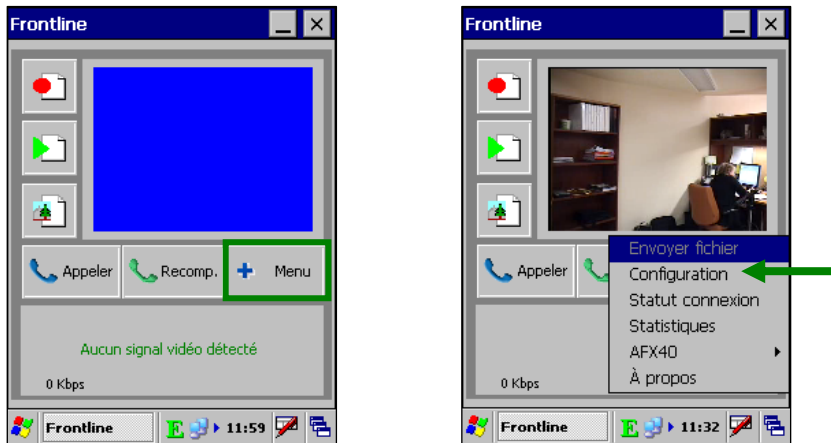 Frontline
Appeler
Recomp.
Menu
Aucun signal vidéo détecté
0 Kbps
Frontline
E
11:59
Frontline
Appeler
Envoyer fichier
Configuration
Statut connexion
Statistiques
AFX40
À propos
0 Kbps
Frontline
E
11:32